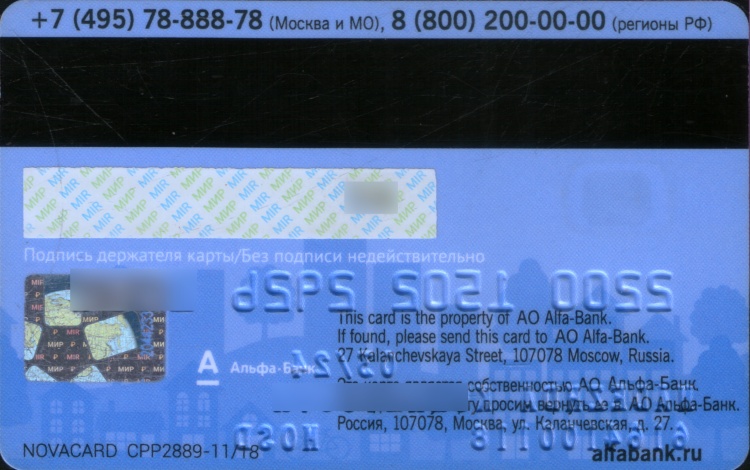 +7 (495) 78-888-78 (Москва и МО), 8 (800) 200-00-00 (регионы РФ)
Подпись держателя карты/Без подписи недействительно
This card is the property of AO Alfa-Bank.
If found, please send this card to AO Alfa-Bank.
27 Kalanchevskaya Street, 107078 Moscow, Russia.
Альфа·Банк
Эта карта является собственностью АО Альфа-Банк.
просим вернуть ее в АО Альфа-Банк.
Россия, 107078, Москва, ул. Каланчевская, д. 27.
NOVACARD CPP2889-11/18
alfabank.ru